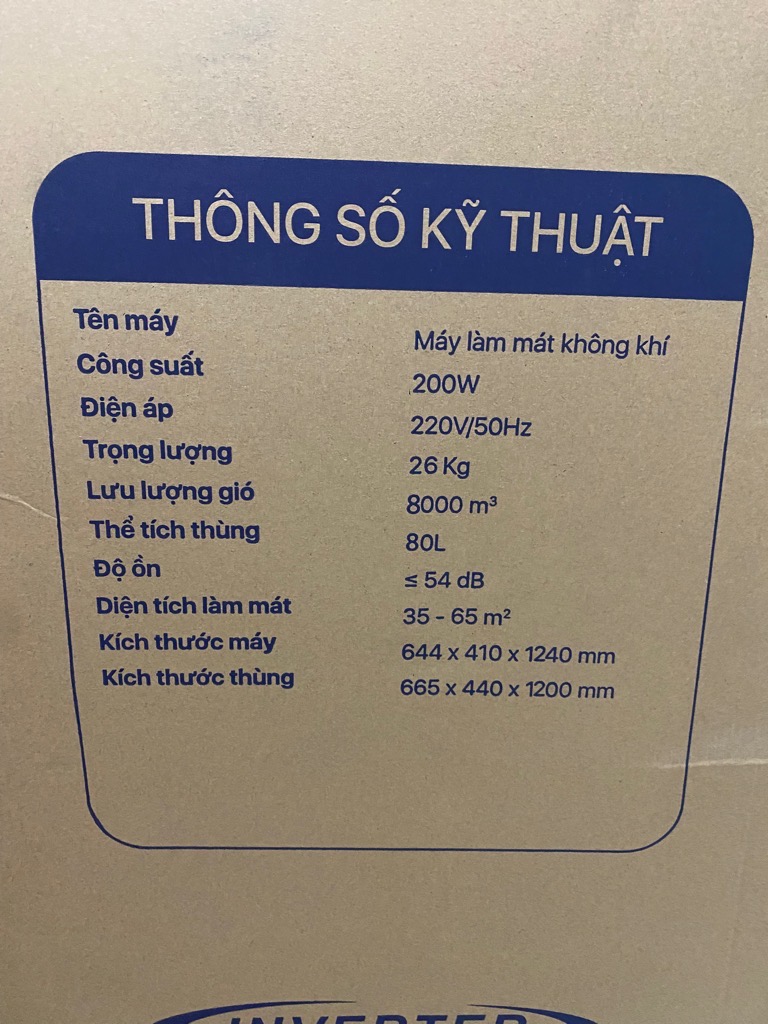 THÔNG SỐ KỸ THUẬT
Tên máy Máy làm mát không khí
Công suất 200W
Điện áp 220V/50Hz
Trọng lượng 26 Kg
Lưu lượng gió 8000 m³
Thể tích thùng 80L
Độ ồn ≤ 54 dB
Diện tích làm mát 35 - 65 m²
Kích thước máy 644 x 410 x 1240 mm
Kích thước thùng 665 x 440 x 1200 mm
INVERTER